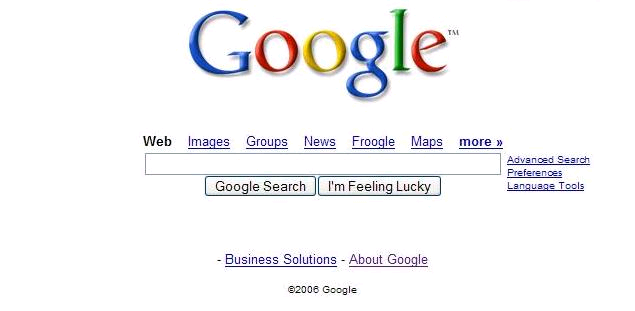 Google™
Web Images Groups News Froogle Maps more »
Advanced Search
Preferences
Language Tools
Google Search I'm Feeling Lucky
- Business Solutions - About Google
©2006 Google